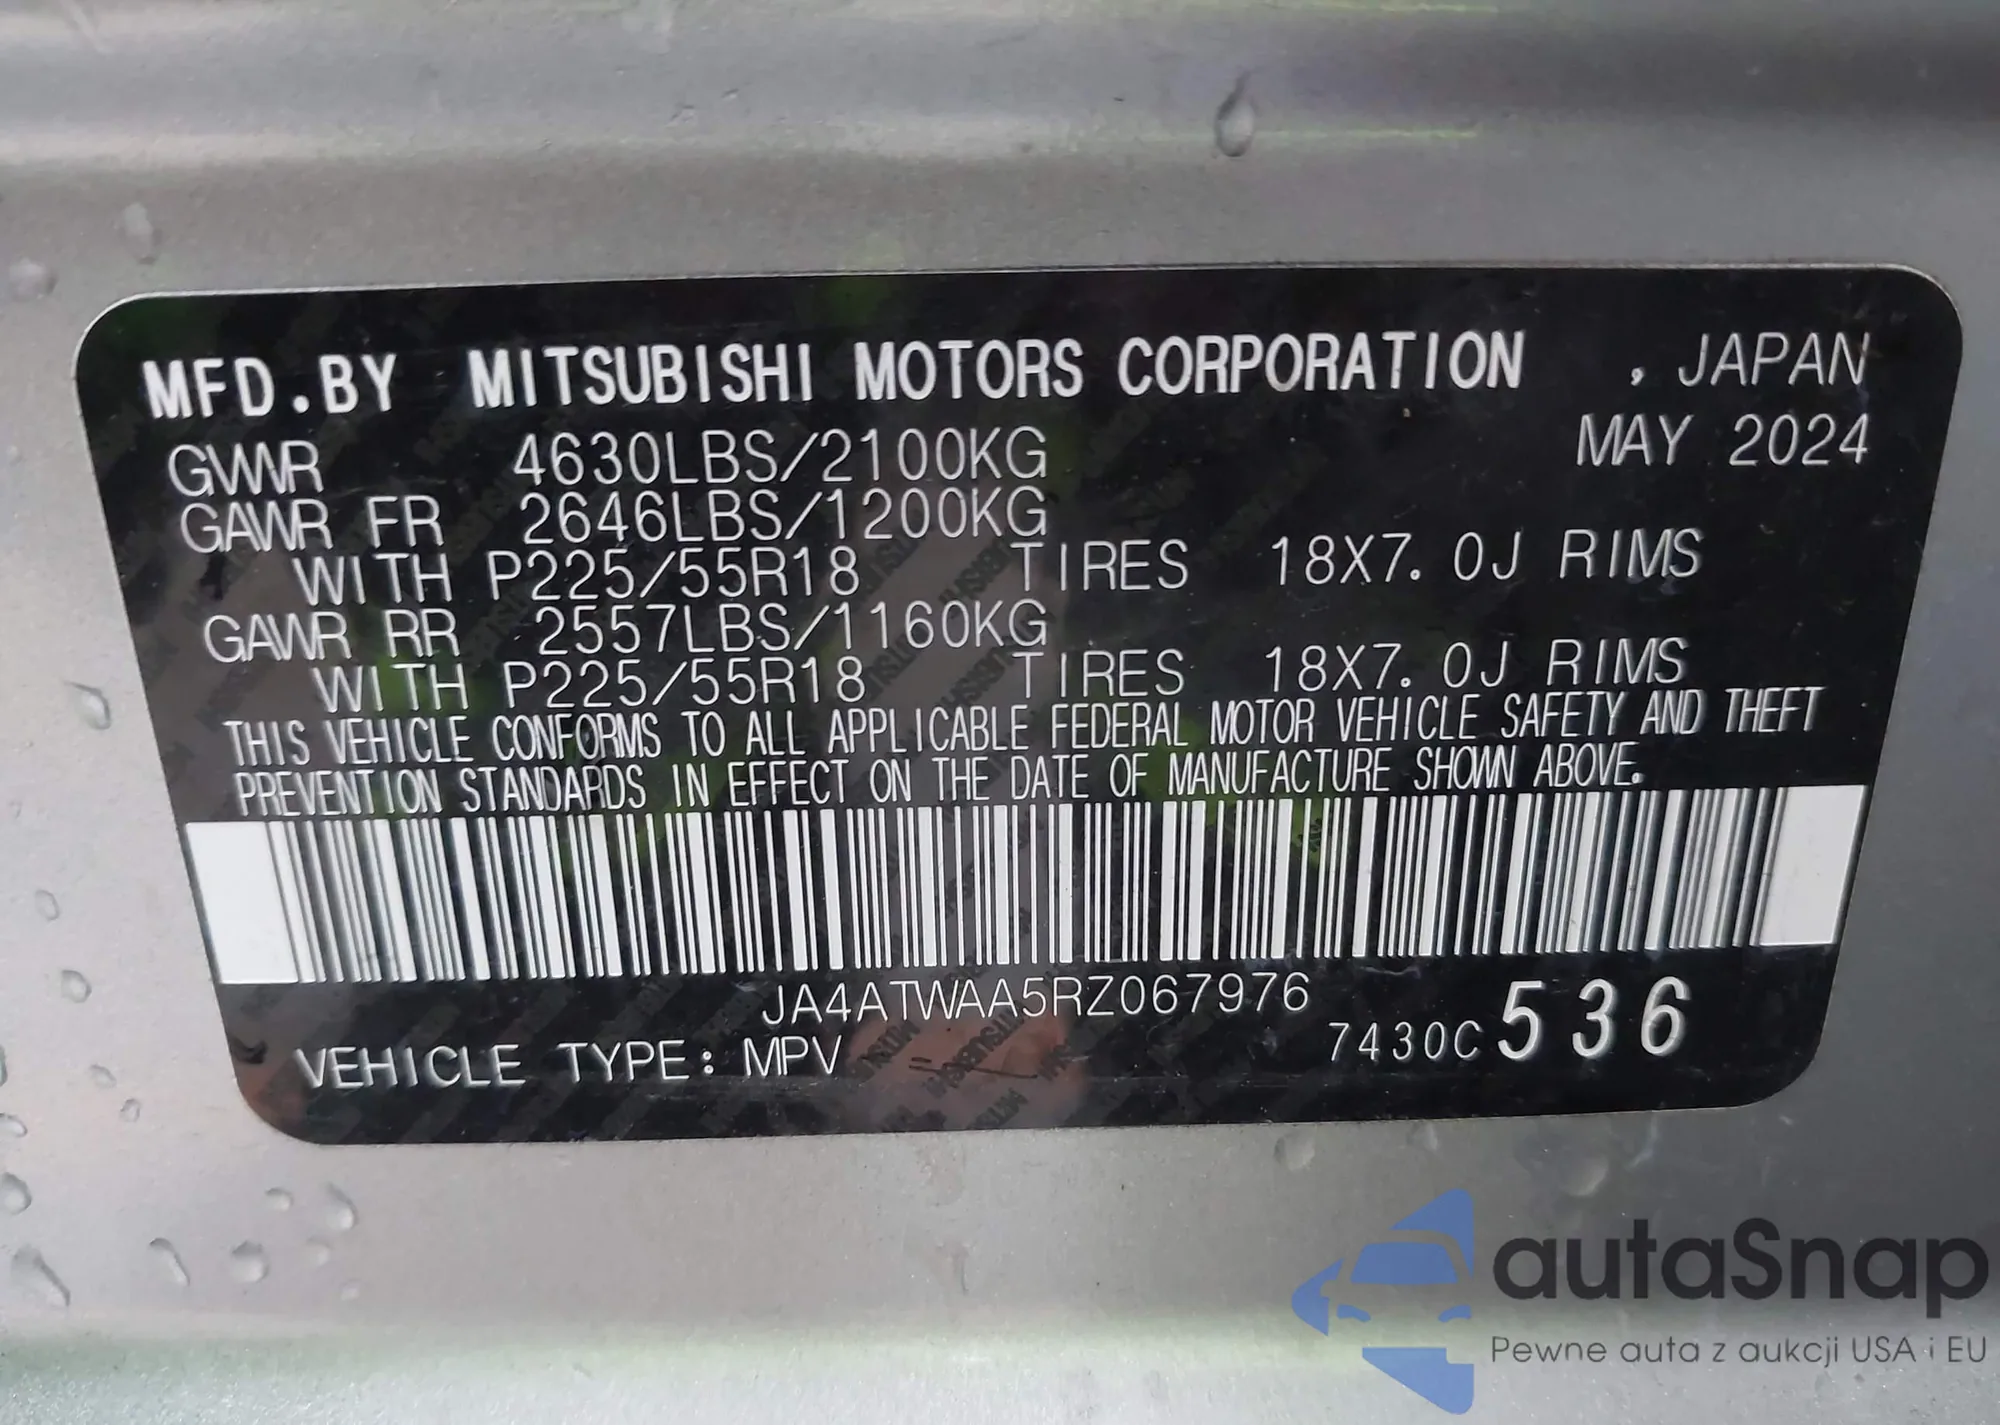 MFD.BY MITSUBISHI MOTORS CORPORATION , JAPAN
MAY 2024
GVWR 4630LBS/2100KG
GAWR FR 2646LBS/1200KG
WITH P225/55R18 TIRES 18X7.0J RIMS
GAWR RR 2557LBS/1160KG
WITH P225/55R18 TIRES 18X7.0J RIMS
THIS VEHICLE CONFORMS TO ALL APPLICABLE FEDERAL MOTOR VEHICLE SAFETY AND THEFT
PREVENTION STANDARDS IN EFFECT ON THE DATE OF MANUFACTURE SHOWN ABOVE.
JA4ATWAA5RZ067976
VEHICLE TYPE: MPV 7430C 536
autaSnap
Pewne auta z aukcji USA i EU